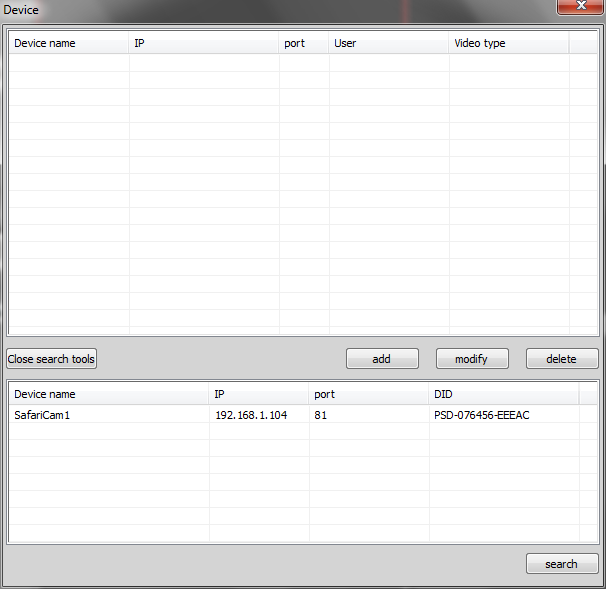 Device
Device name IP port User Video type
Close search tools add modify delete
Device name IP port DID
SafariCam1 192.168.1.104 81 PSD-076456-EEEAC
search